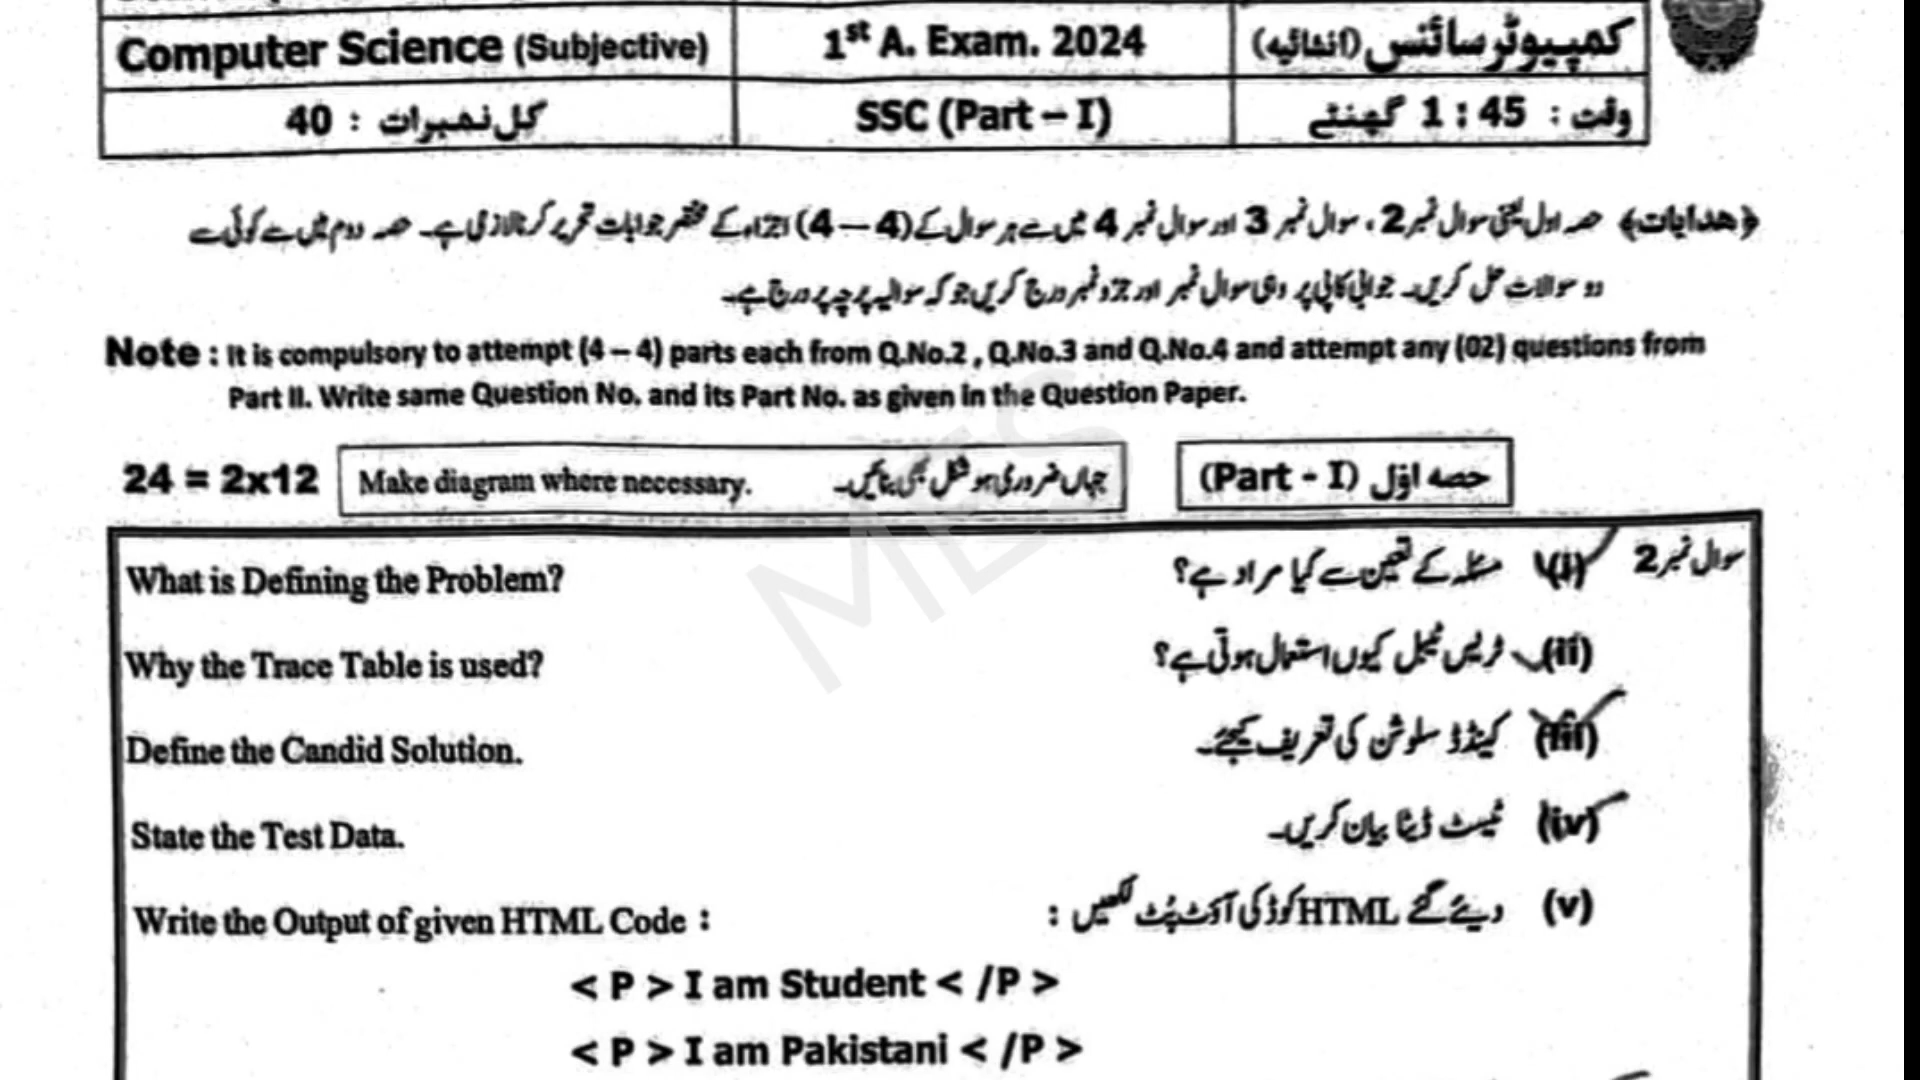 Computer Science (Subjective) 1st A. Exam. 2024 کمپیوٹر سائنس (انشائیہ)
کل نمبرات : 40 SSC (Part – I) وقت : 1 : 45 گھنٹے
﴿ھدایات﴾ حصہ اول یعنی سوال نمبر 2 ، سوال نمبر 3 اور سوال نمبر 4 میں سے ہر سوال کے (4 – 4) اجزاء کے مختصر جوابات تحریر کرنا لازمی ہے۔ حصہ دوم میں سے کوئی سے
دو سوالات حل کریں۔ جوابی کاپی پر وہی سوال نمبر اور جزو نمبر درج کریں جو کہ سوالیہ پرچہ پر درج ہے۔
Note : It is compulsory to attempt (4 – 4) parts each from Q.No.2 , Q.No.3 and Q.No.4 and attempt any (02) questions from
Part II. Write same Question No. and its Part No. as given in the Question Paper.
24 = 2x12 Make diagram where necessary. جہاں ضروری ہو شکل بھی بنائیں۔ حصہ اوّل (Part - I)
What is Defining the Problem? سوال نمبر 2 (i) مسئلہ کے تعین سے کیا مراد ہے؟
Why the Trace Table is used? (ii) ٹریس ٹیبل کیوں استعمال ہوتی ہے؟
Define the Candid Solution. (iii) کینڈڈ سلوشن کی تعریف کیجئے۔
State the Test Data. (iv) ٹیسٹ ڈیٹا بیان کریں۔
Write the Output of given HTML Code : (v) دیئے گئے HTML کوڈ کی آؤٹ پُٹ لکھیں :
< P > I am Student < /P >
< P > I am Pakistani < /P >
MES